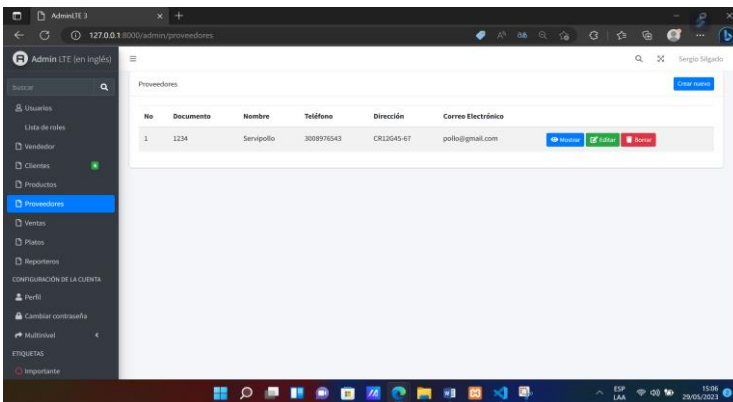 AdminLTE 3
127.0.0.1:8000/admin/proveedores
Admin LTE (en inglés)
Sergio Silgado
buscar
Proveedores
Crear nuevo
Usuarios
Lista de roles
Vendedor
Clientes
Productos
Proveedores
Ventas
Platos
Reporteros
CONFIGURACIÓN DE LA CUENTA
Perfil
Cambiar contraseña
Multinivel
ETIQUETAS
Importante
No Documento Nombre Teléfono Dirección Correo Electrónico
1 1234 Servipollo 3008976543 CR12G45-67 pollo@gmail.com Mostrar Editar Borrar
ESP
LAA
15:06
29/05/2023